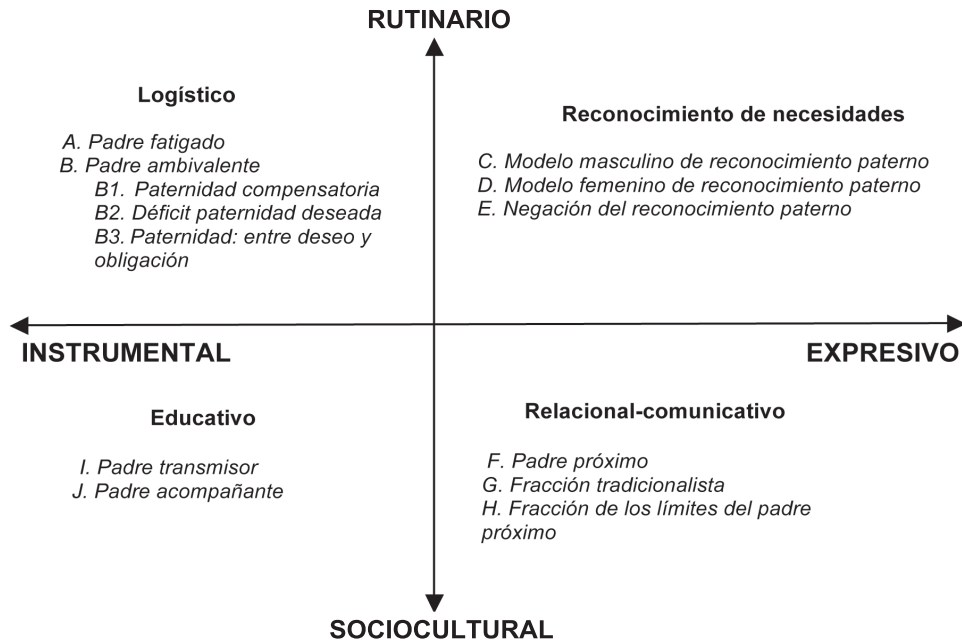 RUTINARIO
Logístico
A. Padre fatigado
B. Padre ambivalente
B1. Paternidad compensatoria
B2. Déficit paternidad deseada
B3. Paternidad: entre deseo y
obligación
Reconocimiento de necesidades
C. Modelo masculino de reconocimiento paterno
D. Modelo femenino de reconocimiento paterno
E. Negación del reconocimiento paterno
INSTRUMENTAL
EXPRESIVO
Educativo
I. Padre transmisor
J. Padre acompañante
Relacional-comunicativo
F. Padre próximo
G. Fracción tradicionalista
H. Fracción de los límites del padre
próximo
SOCIOCULTURAL